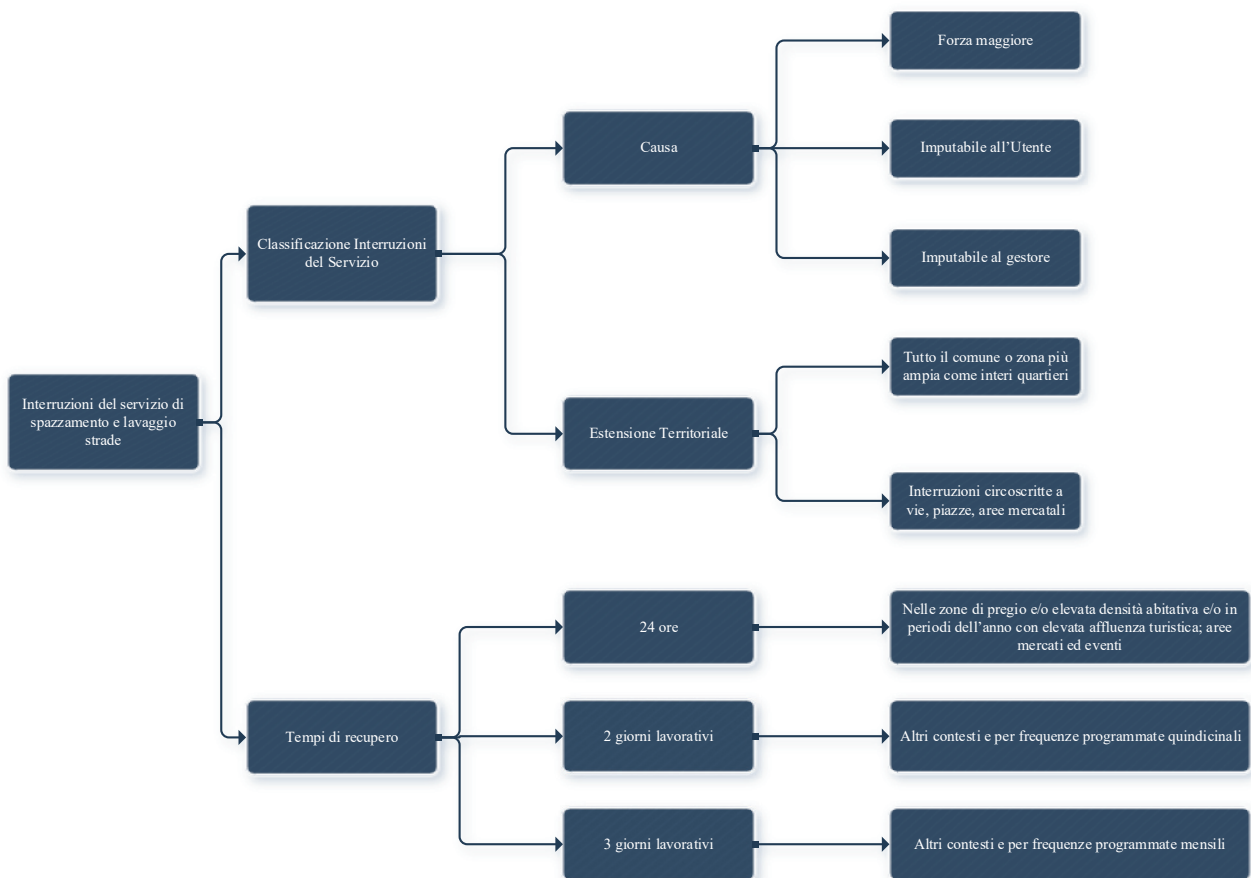 Interruzioni del servizio di
spazzamento e lavaggio
strade
Classificazione Interruzioni
del Servizio
Causa
Forza maggiore
Imputabile all’Utente
Imputabile al gestore
Estensione Territoriale
Tutto il comune o zona più
ampia come interi quartieri
Interruzioni circoscritte a
vie, piazze, aree mercatali
Tempi di recupero
24 ore
Nelle zone di pregio e/o elevata densità abitativa e/o in
periodi dell’anno con elevata affluenza turistica; aree
mercati ed eventi
2 giorni lavorativi
Altri contesti e per frequenze programmate quindicinali
3 giorni lavorativi
Altri contesti e per frequenze programmate mensili